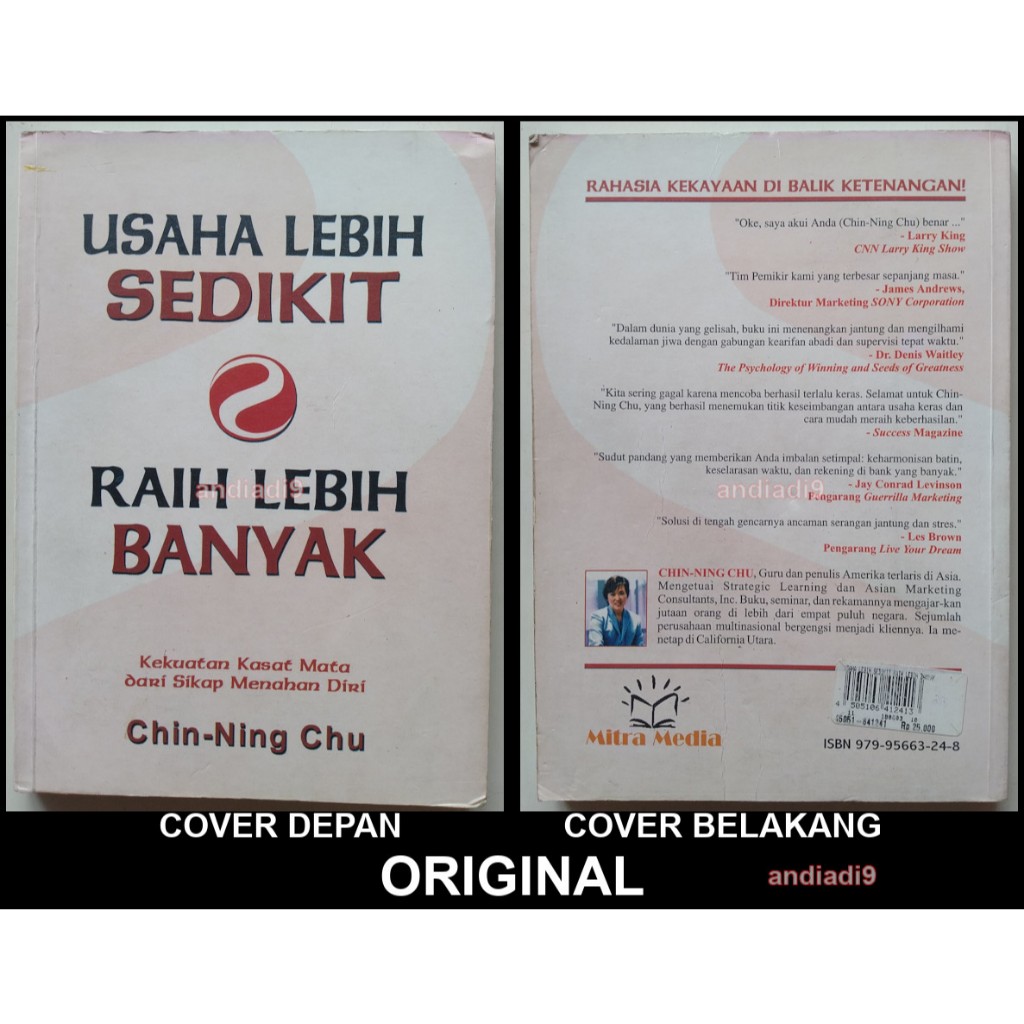 USAHA LEBIH
SEDIKIT
RAIH LEBIH
BANYAK
andiadi9
Kekuatan Kasat Mata
dari Sikap Menahan Diri
Chin-Ning Chu
RAHASIA KEKAYAAN DI BALIK KETENANGAN!
"Oke, saya akui Anda (Chin-Ning Chu) benar ..."
- Larry King
CNN Larry King Show
"Tim Pemikir kami yang terbesar sepanjang masa."
- James Andrews,
Direktur Marketing SONY Corporation
"Dalam dunia yang gelisah, buku ini menenangkan jantung dan mengilhami
kedalaman jiwa dengan gabungan kearifan abadi dan supervisi tepat waktu."
- Dr. Denis Waitley
The Psychology of Winning and Seeds of Greatness
"Kita sering gagal karena mencoba berhasil terlalu keras. Selamat untuk Chin-
Ning Chu, yang berhasil menemukan titik keseimbangan antara usaha keras dan
cara mudah meraih keberhasilan."
- Success Magazine
"Sudut pandang yang memberikan Anda imbalan setimpal: keharmonisan batin,
keselarasan waktu, dan rekening di bank yang banyak."
- Jay Conrad Levinson
andiadi9
Pengarang Guerrilla Marketing
"Solusi di tengah gencarnya ancaman serangan jantung dan stres."
- Les Brown
Pengarang Live Your Dream
CHIN-NING CHU, Guru dan penulis Amerika terlaris di Asia.
Mengetuai Strategic Learning dan Asian Marketing
Consultants, Inc. Buku, seminar, dan rekamannya mengajar-kan
jutaan orang di lebih dari empat puluh negara. Sejumlah
perusahaan multinasional bergengsi menjadi kliennya. Ia me-
netap di California Utara.
Mitra Media
Rp 25,000
ISBN 979-95663-24-8
COVER DEPAN
COVER BELAKANG
ORIGINAL
andiadi9